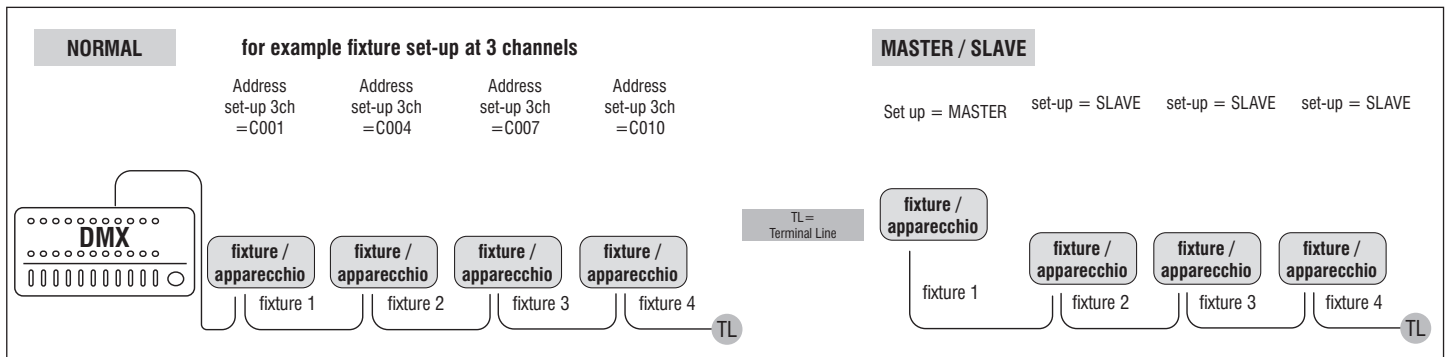 NORMAL
for example fixture set-up at 3 channels
Address
set-up 3ch
=C001
Address
set-up 3ch
=C004
Address
set-up 3ch
=C007
Address
set-up 3ch
=C010
DMX
fixture /
apparecchio
fixture /
apparecchio
fixture /
apparecchio
fixture /
apparecchio
fixture 1
fixture 2
fixture 3
fixture 4
TL
TL=
Terminal Line
MASTER / SLAVE
Set up = MASTER
set-up = SLAVE
set-up = SLAVE
set-up = SLAVE
fixture /
apparecchio
fixture /
apparecchio
fixture /
apparecchio
fixture /
apparecchio
fixture 1
fixture 2
fixture 3
fixture 4
TL